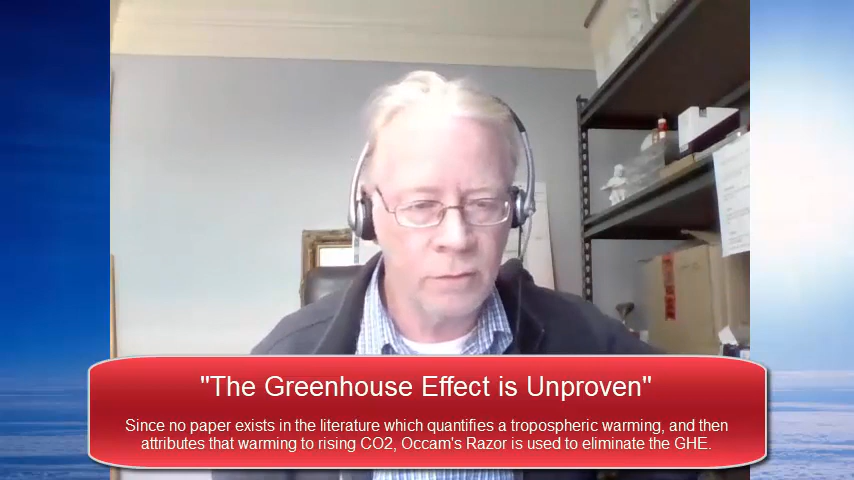 "The Greenhouse Effect is Unproven"
Since no paper exists in the literature which quantifies a tropospheric warming, and then
attributes that warming to rising CO2, Occam's Razor is used to eliminate the GHE.